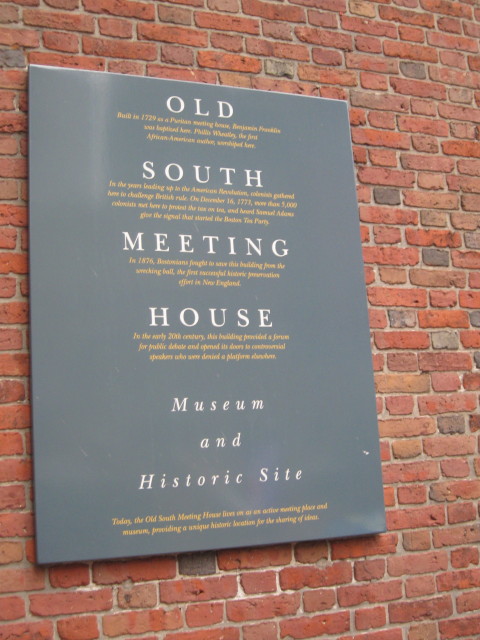 OLD
Built in 1729 as a Puritan meeting house, Benjamin Franklin
was baptised here. Phillis Wheatley, the first
African-American author, worshiped here.
SOUTH
In the years leading up to the American Revolution, colonists gathered
here to challenge British rule. On December 16, 1773, more than 5,000
colonists met here to protest the tax on tea, and heard Samuel Adams
give the signal that started the Boston Tea Party.
MEETING
In 1876, Bostonians fought to save this building from the
wrecking ball, the first successful historic preservation
effort in New England.
HOUSE
In the early 20th century, this building provided a forum
for public debate and opened its doors to controversial
speakers who were denied a platform elsewhere.
Museum
and
Historic Site
Today, the Old South Meeting House lives on as an active meeting place and
museum, providing a unique historic location for the sharing of ideas.